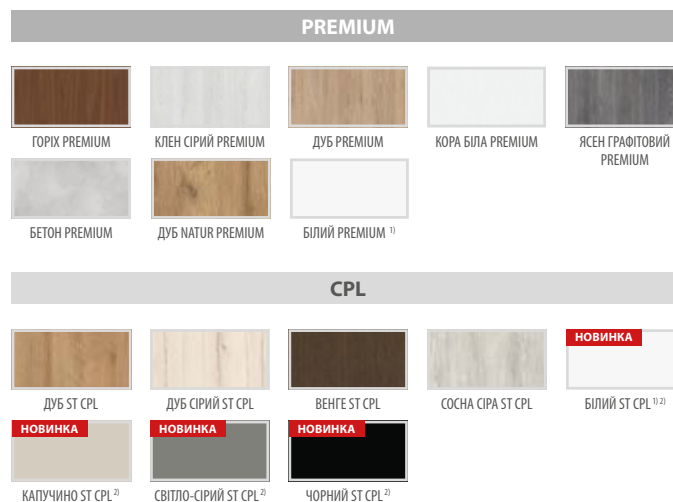 PREMIUM
ГОРІХ PREMIUM
КЛЕН СІРИЙ PREMIUM
ДУБ PREMIUM
КОРА БІЛА PREMIUM
ЯСЕН ГРАФІТОВИЙ
PREMIUM
БЕТОН PREMIUM
ДУБ NATUR PREMIUM
БІЛИЙ PREMIUM 1)
CPL
НОВИНКА
ДУБ ST CPL
ДУБ СІРИЙ ST CPL
ВЕНГЕ ST CPL
СОСНА СІРА ST CPL
БІЛИЙ ST CPL 1) 2)
НОВИНКА
НОВИНКА
НОВИНКА
КАПУЧИНО ST CPL 2)
СВІТЛО-СІРИЙ ST CPL 2)
ЧОРНИЙ ST CPL 2)